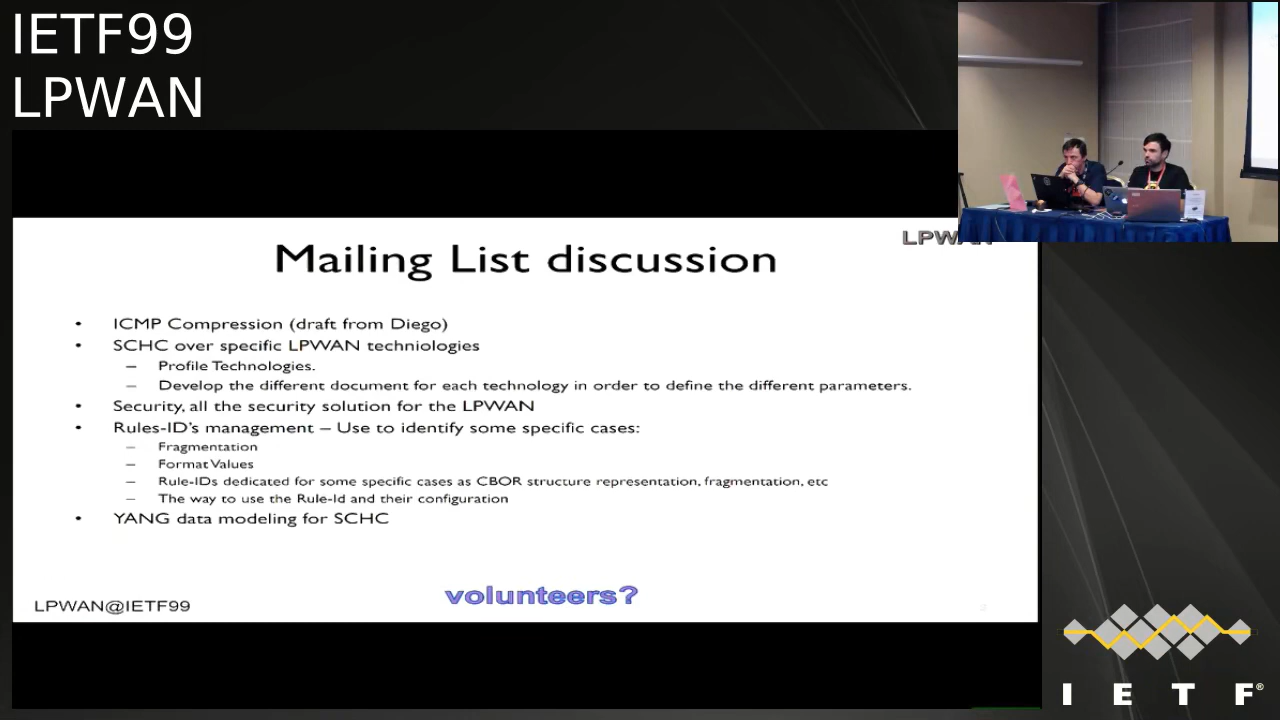 IETF99
LPWAN
LPWAN
Mailing List discussion
• ICMP Compression (draft from Diego)
• SCHC over specific LPWAN techniologies
– Profile Technologies.
– Develop the different document for each technology in order to define the different parameters.
• Security, all the security solution for the LPWAN
• Rules-ID's management – Use to identify some specific cases:
– Fragmentation
– Format Values
– Rule-IDs dedicated for some specific cases as CBOR structure representation, fragmentation, etc
– The way to use the Rule-Id and their configuration
• YANG data modeling for SCHC
volunteers?
LPWAN@IETF99
I E T F®